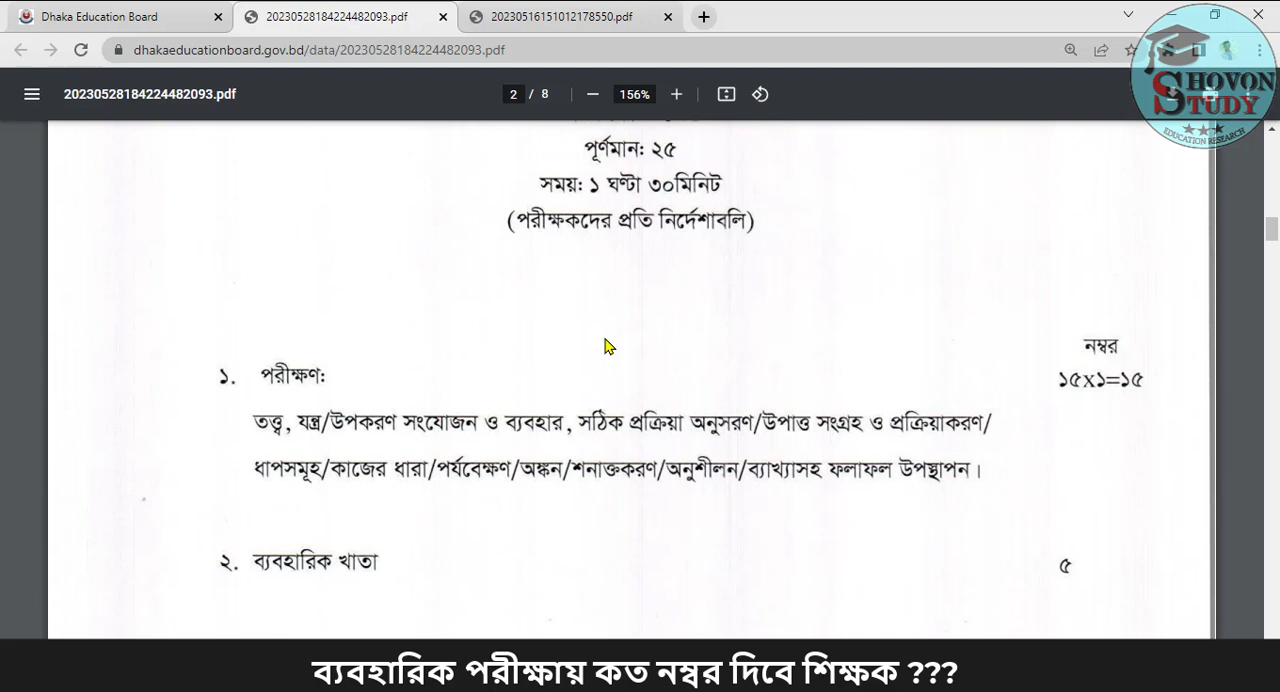 Dhaka Education Board
20230528184224482093.pdf
20230516151012178550.pdf
dhakaeducationboard.gov.bd/data/20230528184224482093.pdf
20230528184224482093.pdf
2 / 8
156%
SHOVON
STUDY
EDUCATION RESEARCH
পূর্ণমান: ২৫
সময়: ১ ঘণ্টা ৩০মিনিট
(পরীক্ষকদের প্রতি নির্দেশাবলি)
নম্বর
১. পরীক্ষণ: ১৫x১=১৫
তত্ত্ব, যন্ত্র/উপকরণ সংযোজন ও ব্যবহার, সঠিক প্রক্রিয়া অনুসরণ/উপাত্ত সংগ্রহ ও প্রক্রিয়াকরণ/
ধাপসমূহ/কাজের ধারা/পর্যবেক্ষণ/অঙ্কন/শনাক্তকরণ/অনুশীলন/ব্যাখ্যাসহ ফলাফল উপস্থাপন।
২. ব্যবহারিক খাতা ৫
ব্যবহারিক পরীক্ষায় কত নম্বর দিবে শিক্ষক ???